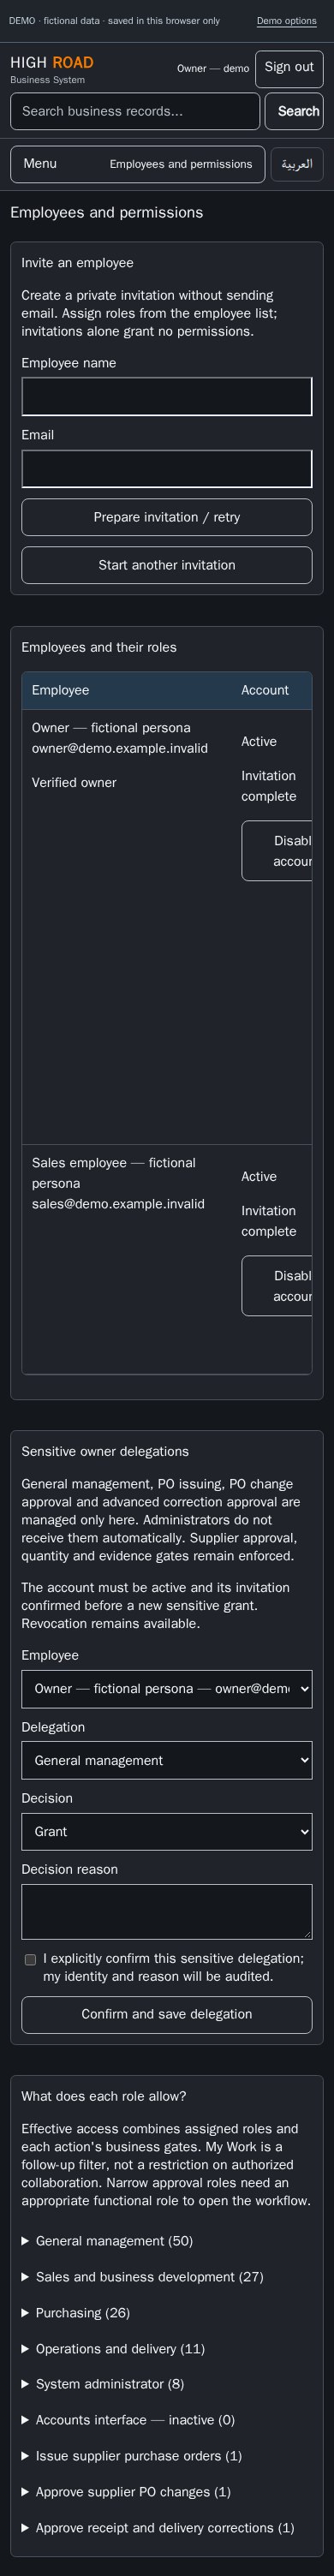 DEMO · fictional data · saved in this browser only
Demo options
HIGH ROAD
Business System
Owner — demo
Sign out
Search business records...
Search
Menu
Employees and permissions
العربية
Employees and permissions
Invite an employee
Create a private invitation without sending
email. Assign roles from the employee list;
invitations alone grant no permissions.
Employee name
Email
Prepare invitation / retry
Start another invitation
Employees and their roles
Employee
Account
Owner — fictional persona
owner@demo.example.invalid
Verified owner
Active
Invitation
complete
Disabl
accour
Sales employee — fictional
persona
sales@demo.example.invalid
Active
Invitation
complete
Disabl
accour
Sensitive owner delegations
General management, PO issuing, PO change
approval and advanced correction approval are
managed only here. Administrators do not
receive them automatically. Supplier approval,
quantity and evidence gates remain enforced.
The account must be active and its invitation
confirmed before a new sensitive grant.
Revocation remains available.
Employee
Owner — fictional persona — owner@dem
Delegation
General management
Decision
Grant
Decision reason
I explicitly confirm this sensitive delegation;
my identity and reason will be audited.
Confirm and save delegation
What does each role allow?
Effective access combines assigned roles and
each action's business gates. My Work is a
follow-up filter, not a restriction on authorized
collaboration. Narrow approval roles need an
appropriate functional role to open the workflow.
General management (50)
Sales and business development (27)
Purchasing (26)
Operations and delivery (11)
System administrator (8)
Accounts interface — inactive (0)
Issue supplier purchase orders (1)
Approve supplier PO changes (1)
Approve receipt and delivery corrections (1)